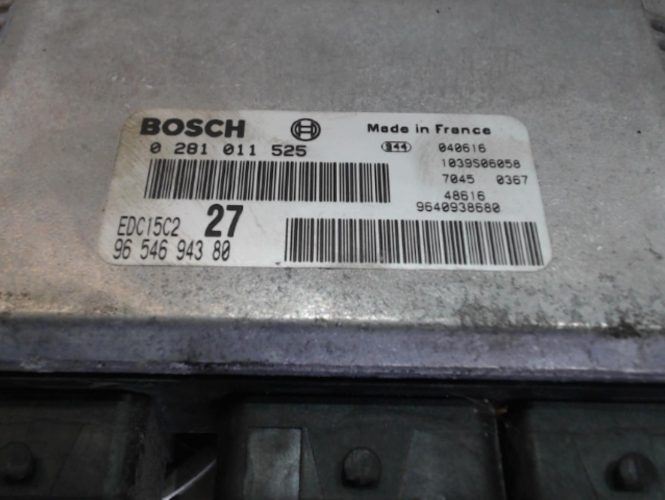 BOSCH
Made in France
0 281 011 525
944 040616
1039S06058
7045 0367
48616
9640938680
EDC15C2 27
96 546 943 80